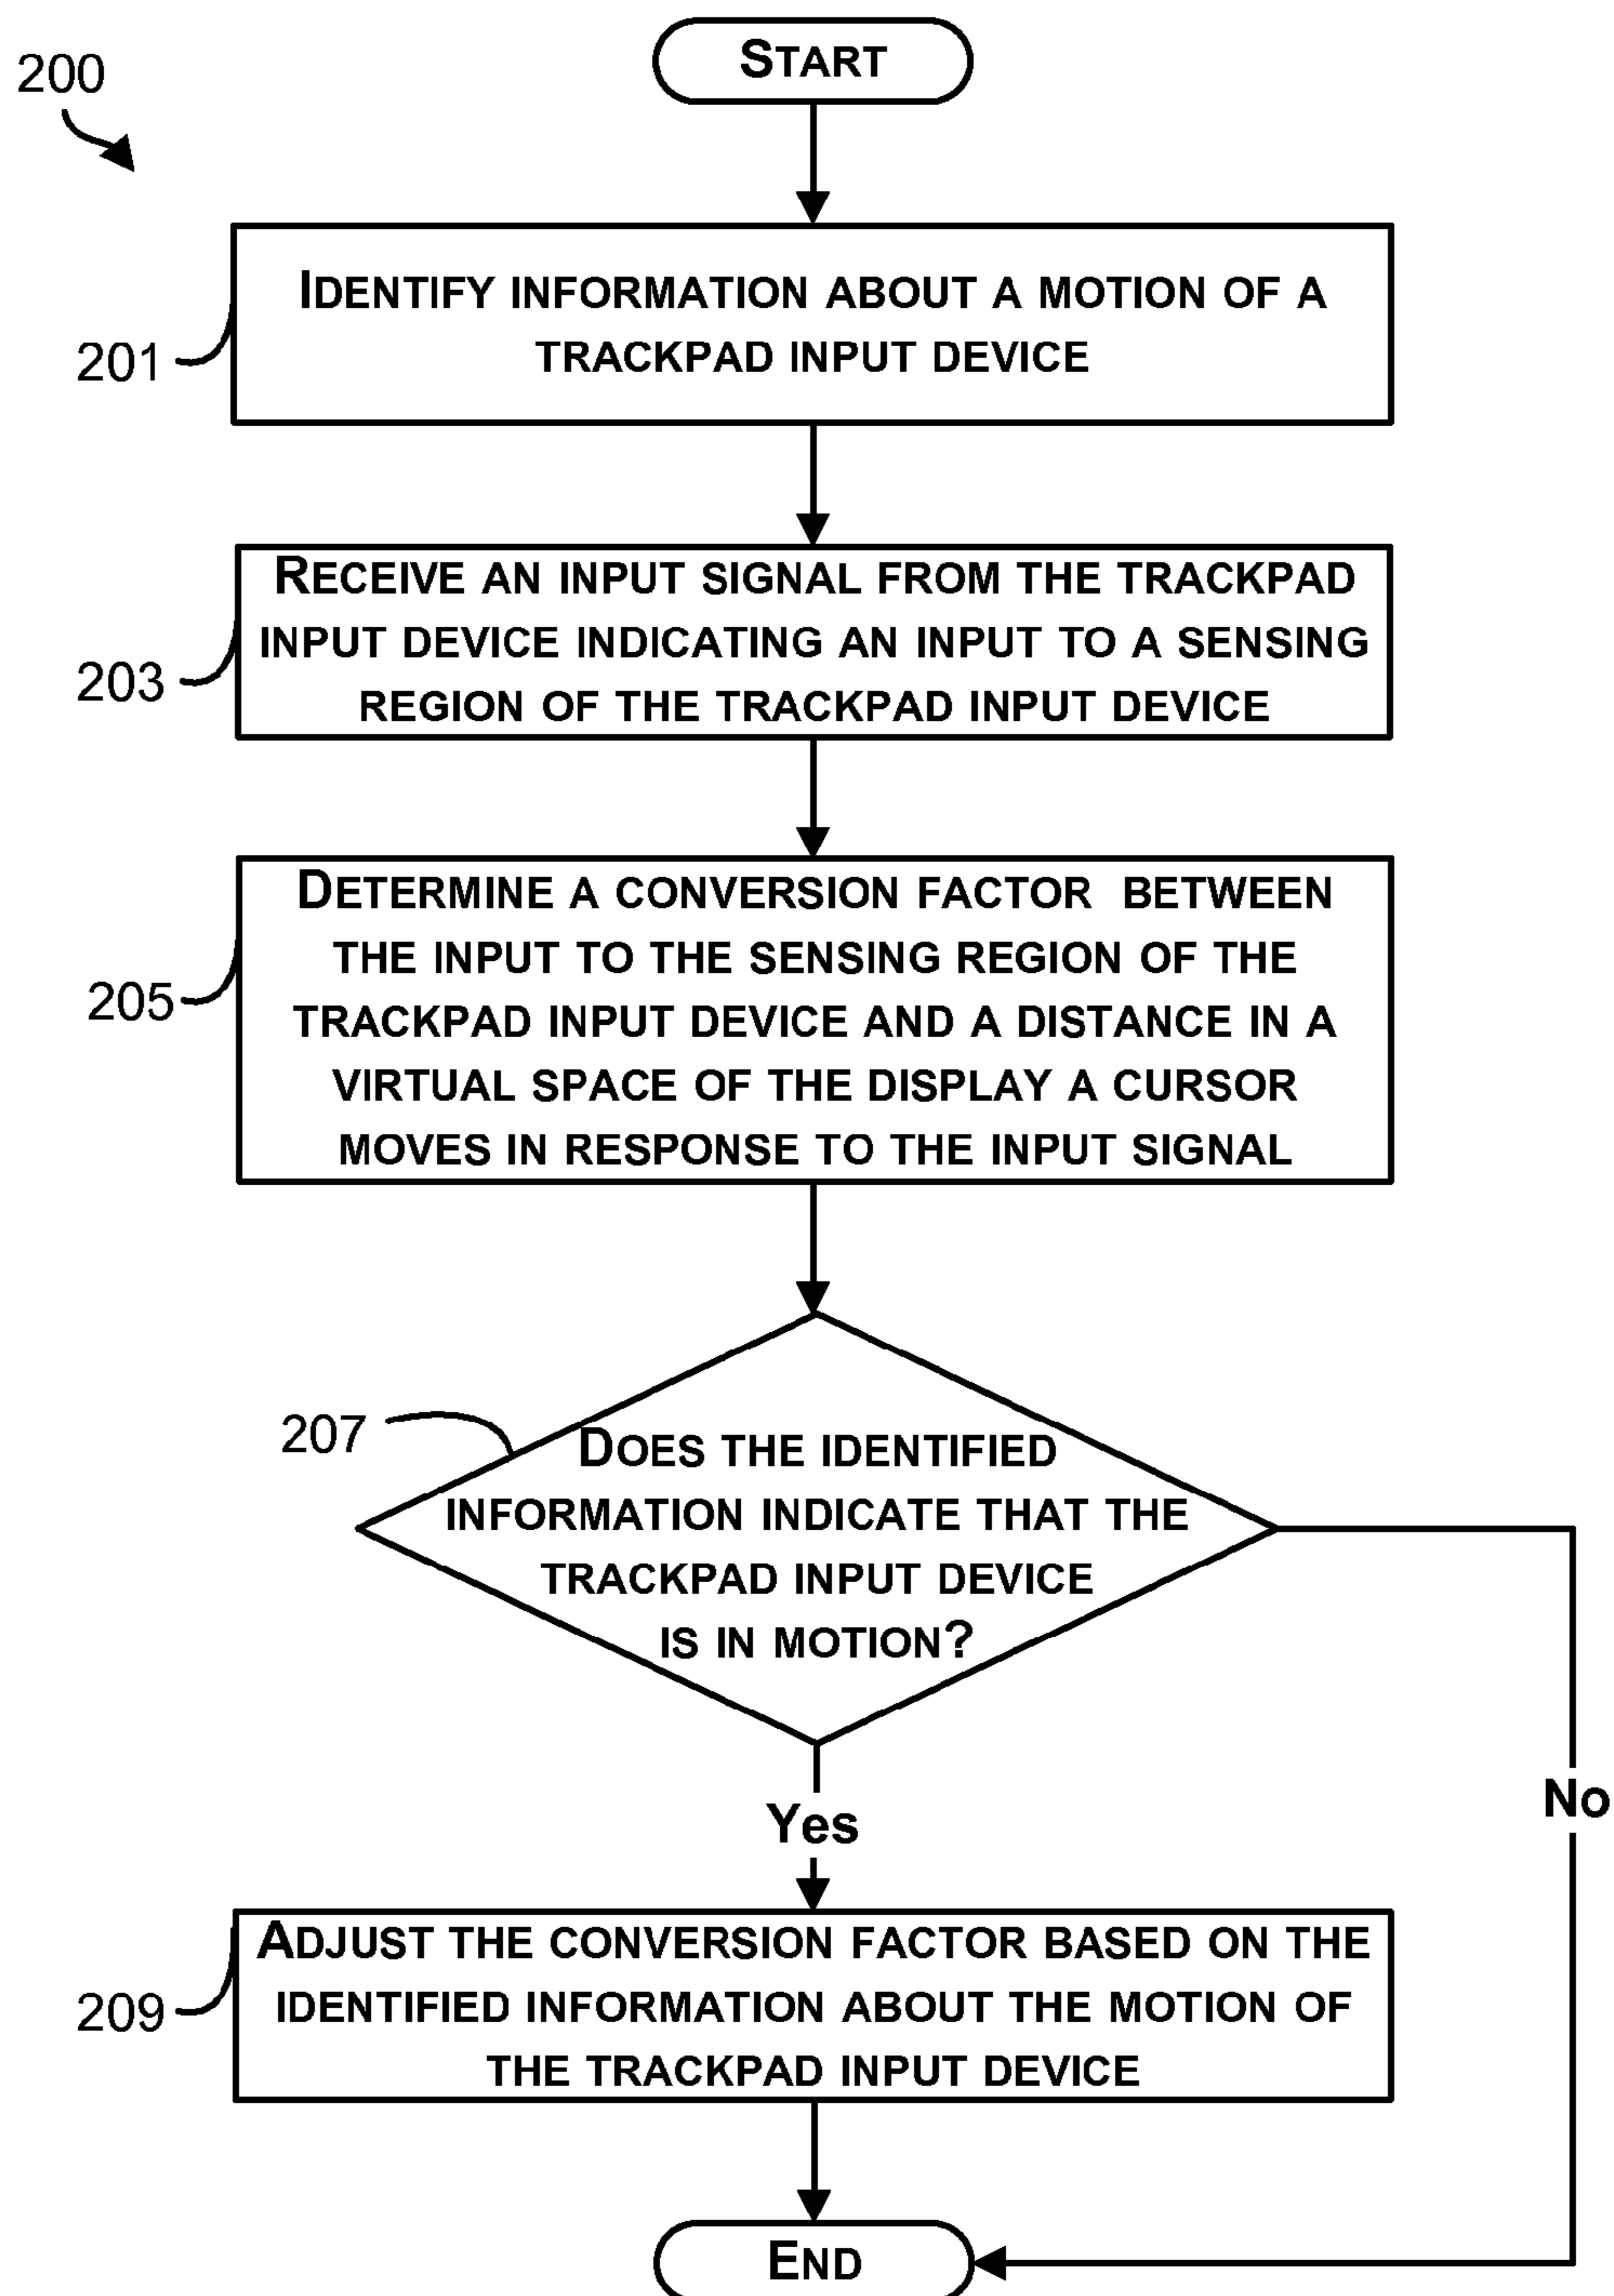 START
200
IDENTIFY INFORMATION ABOUT A MOTION OF A
TRACKPAD INPUT DEVICE
201
RECEIVE AN INPUT SIGNAL FROM THE TRACKPAD
INPUT DEVICE INDICATING AN INPUT TO A SENSING
REGION OF THE TRACKPAD INPUT DEVICE
203
DETERMINE A CONVERSION FACTOR BETWEEN
THE INPUT TO THE SENSING REGION OF THE
TRACKPAD INPUT DEVICE AND A DISTANCE IN A
VIRTUAL SPACE OF THE DISPLAY A CURSOR
MOVES IN RESPONSE TO THE INPUT SIGNAL
205
207
DOES THE IDENTIFIED
INFORMATION INDICATE THAT THE
TRACKPAD INPUT DEVICE
IS IN MOTION?
No
Yes
ADJUST THE CONVERSION FACTOR BASED ON THE
IDENTIFIED INFORMATION ABOUT THE MOTION OF
THE TRACKPAD INPUT DEVICE
209
END